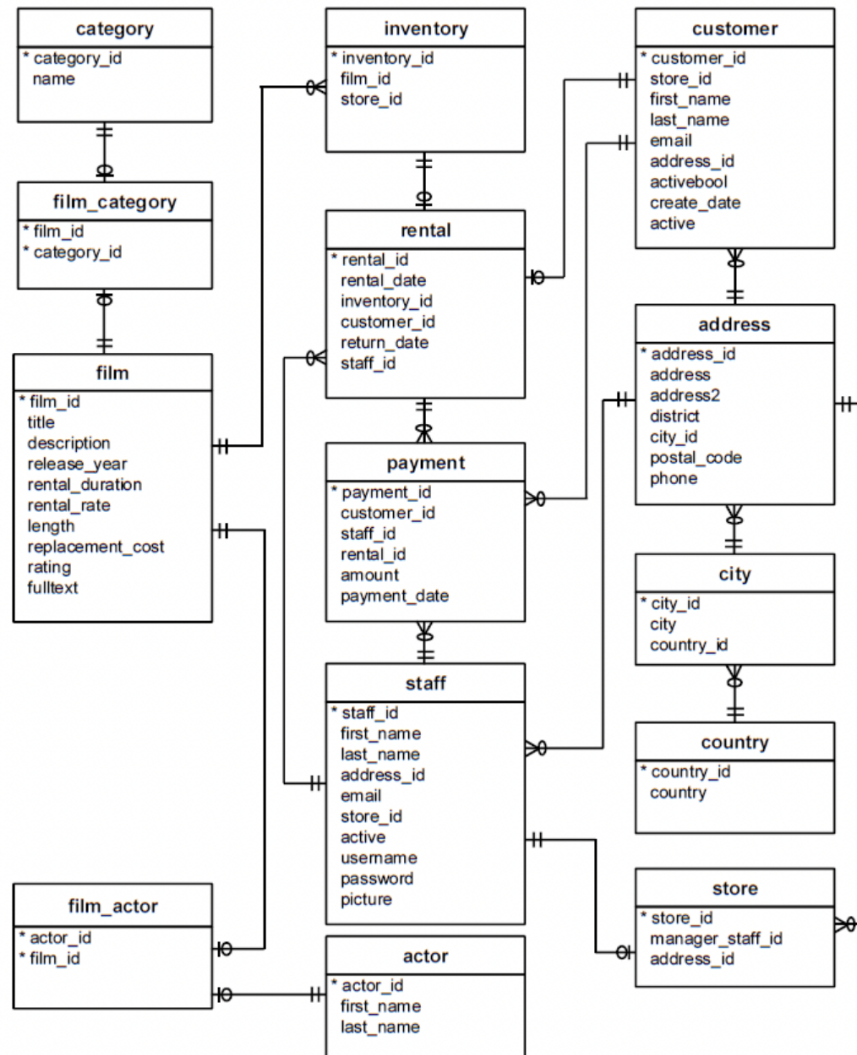 category
* category_id
name
film_category
* film_id
* category_id
film
* film_id
title
description
release_year
rental_duration
rental_rate
length
replacement_cost
rating
fulltext
film_actor
* actor_id
* film_id
inventory
* inventory_id
film_id
store_id
rental
* rental_id
rental_date
inventory_id
customer_id
return_date
staff_id
payment
* payment_id
customer_id
staff_id
rental_id
amount
payment_date
staff
* staff_id
first_name
last_name
address_id
email
store_id
active
username
password
picture
actor
* actor_id
first_name
last_name
customer
* customer_id
store_id
first_name
last_name
email
address_id
activebool
create_date
active
address
* address_id
address
address2
district
city_id
postal_code
phone
city
* city_id
city
country_id
country
* country_id
country
store
* store_id
manager_staff_id
address_id